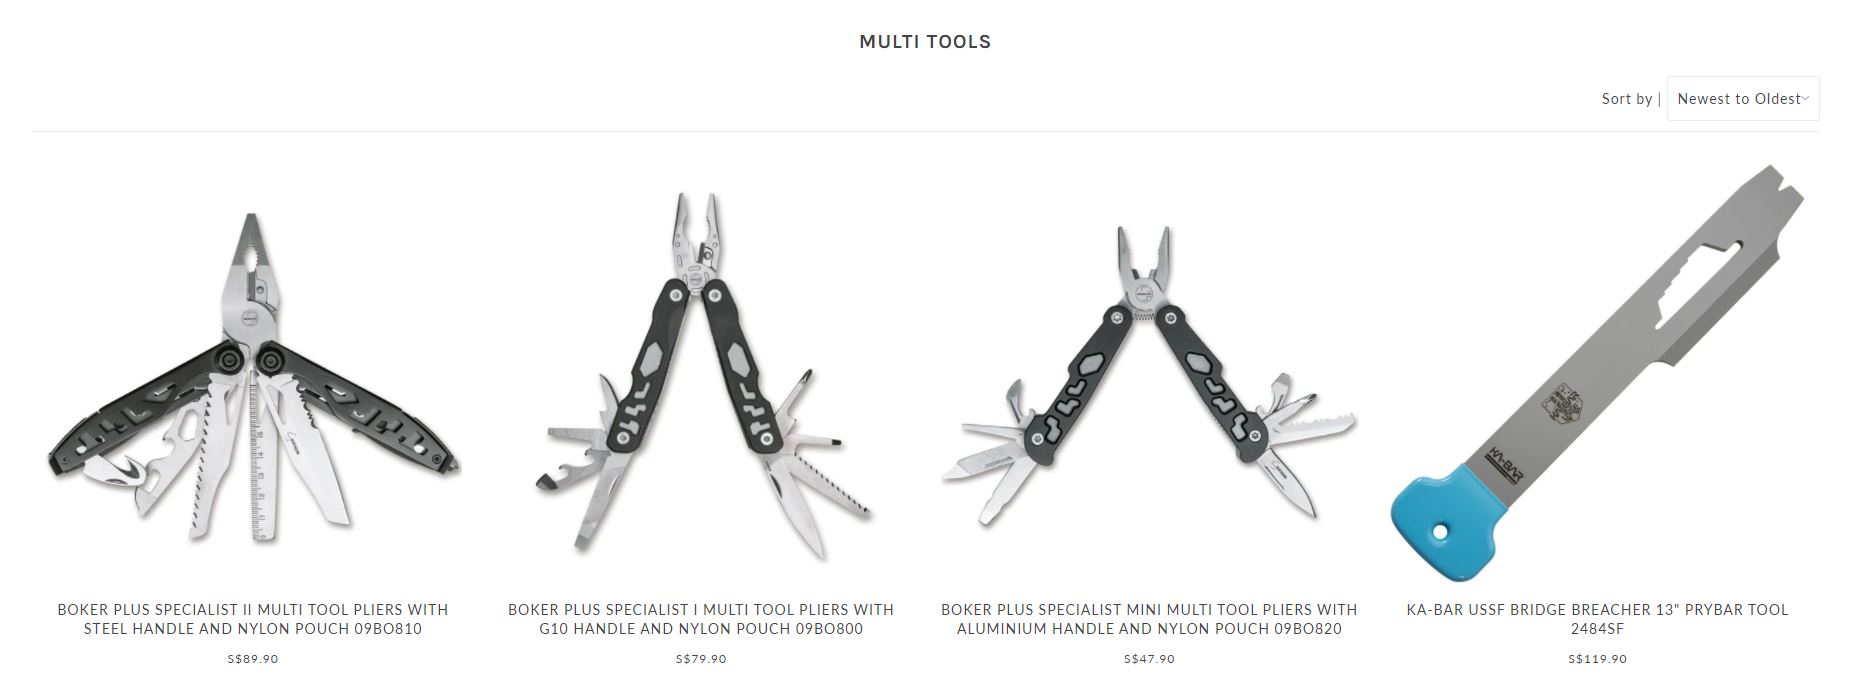 MULTI TOOLS
Sort by | Newest to Oldest
BOKER PLUS SPECIALIST II MULTI TOOL PLIERS WITH
STEEL HANDLE AND NYLON POUCH 09BO810
S$89.90
BOKER PLUS SPECIALIST I MULTI TOOL PLIERS WITH
G10 HANDLE AND NYLON POUCH 09BO800
S$79.90
BOKER PLUS SPECIALIST MINI MULTI TOOL PLIERS WITH
ALUMINIUM HANDLE AND NYLON POUCH 09BO820
S$47.90
KA-BAR
KA-BAR USSF BRIDGE BREACHER 13" PRYBAR TOOL
2484SF
S$119.90